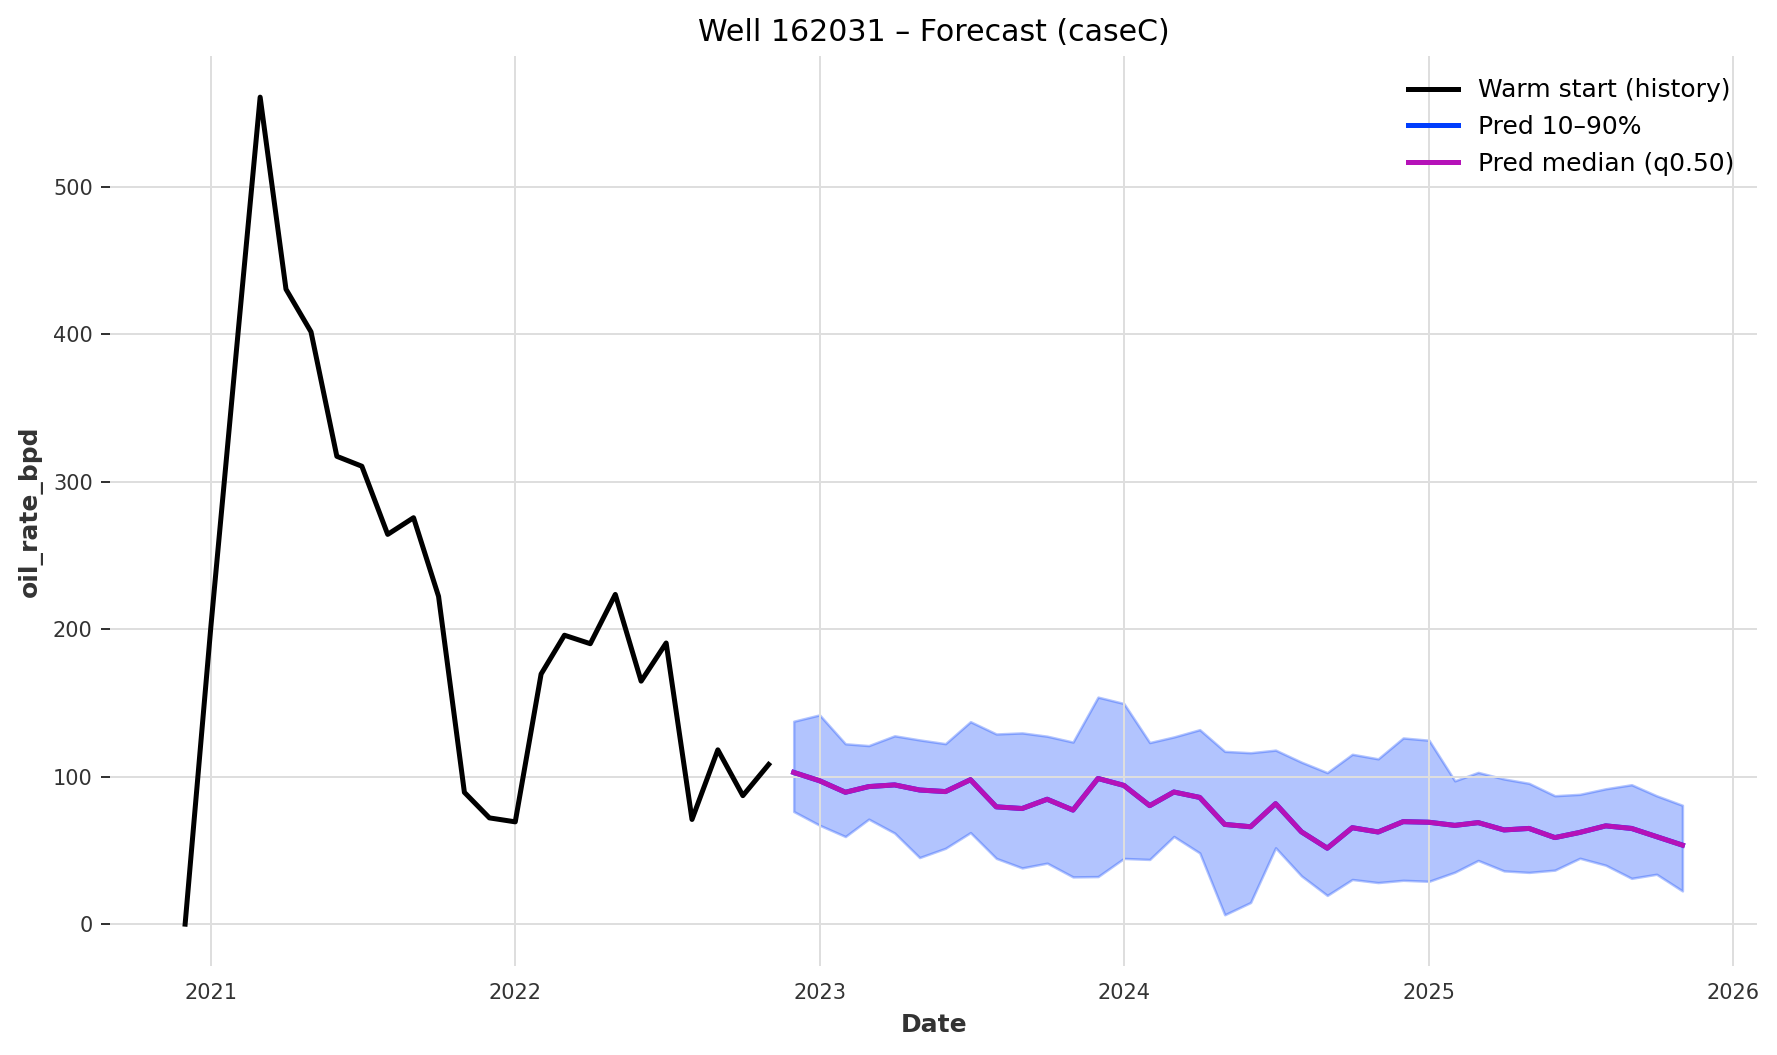 Well 162031 – Forecast (caseC)
Warm start (history)
Pred 10–90%
Pred median (q0.50)
oil_rate_bpd
500
400
300
200
100
0
2021
2022
2023
2024
2025
2026
Date